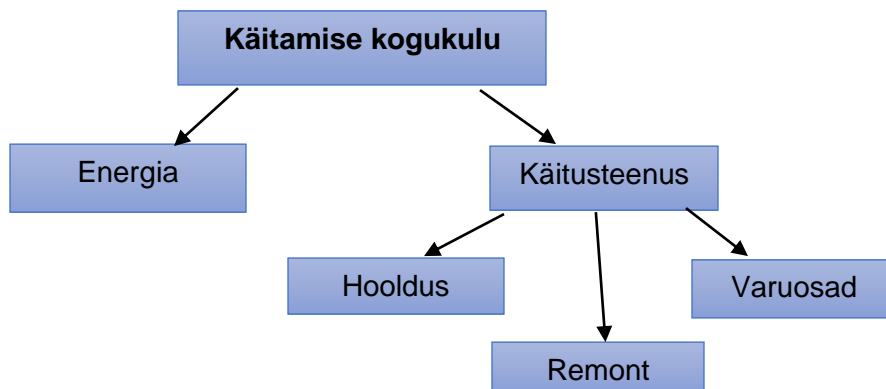 Käitamise kogukulu
Energia
Käitusteenus
Hooldus
Varuosad
Remont